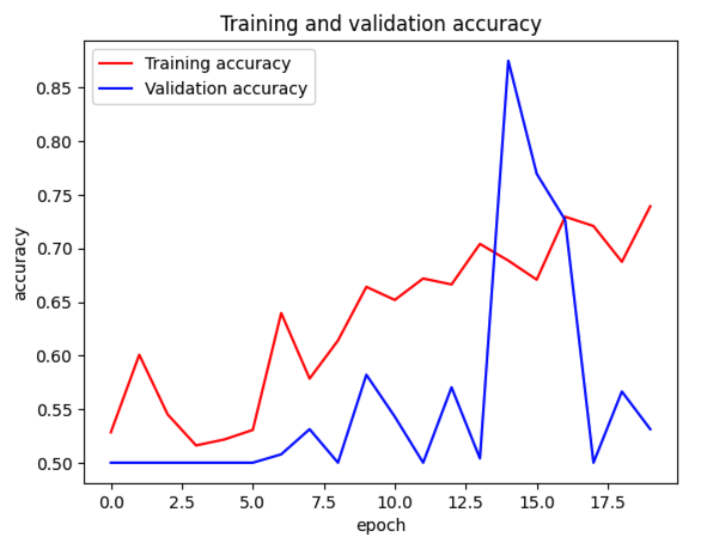 Training and validation accuracy
Training accuracy
Validation accuracy
0.85
0.80
0.75
0.70
0.65
0.60
0.55
0.50
accuracy
0.0 2.5 5.0 7.5 10.0 12.5 15.0 17.5
epoch